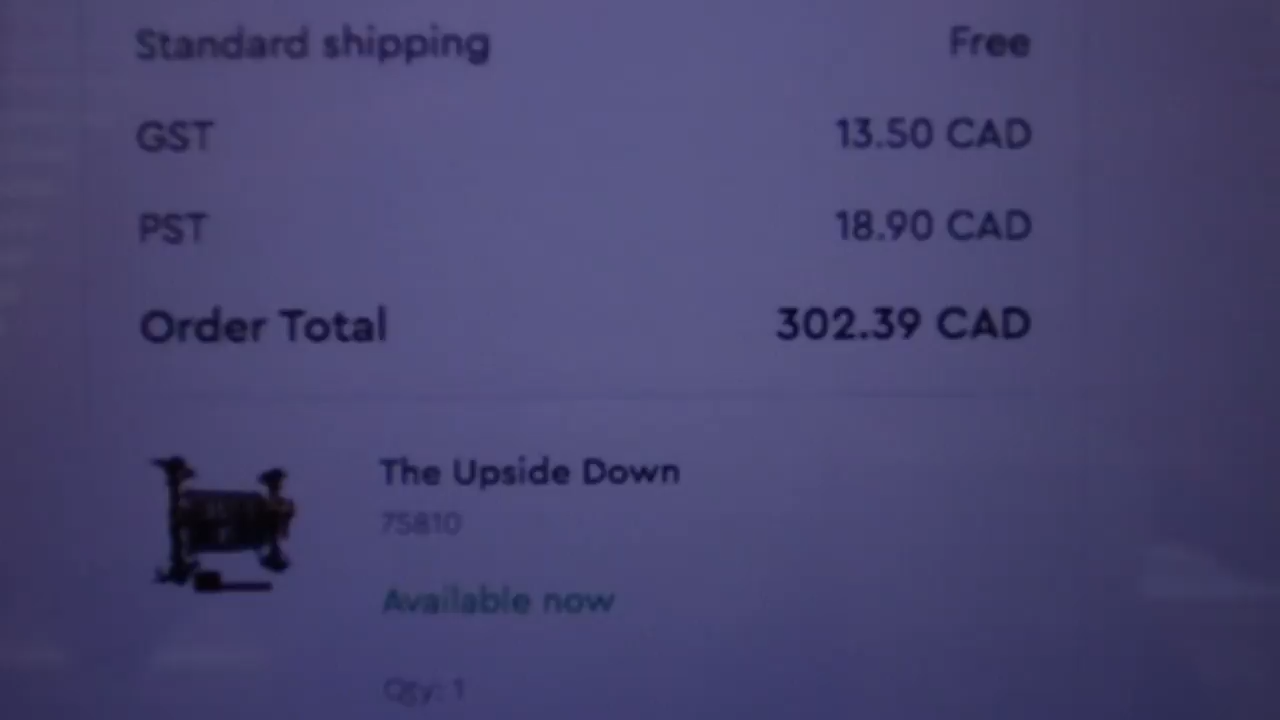 Standard shipping Free
GST 13.50 CAD
PST 18.90 CAD
Order Total 302.39 CAD
The Upside Down
75810
Available now
Qty: 1